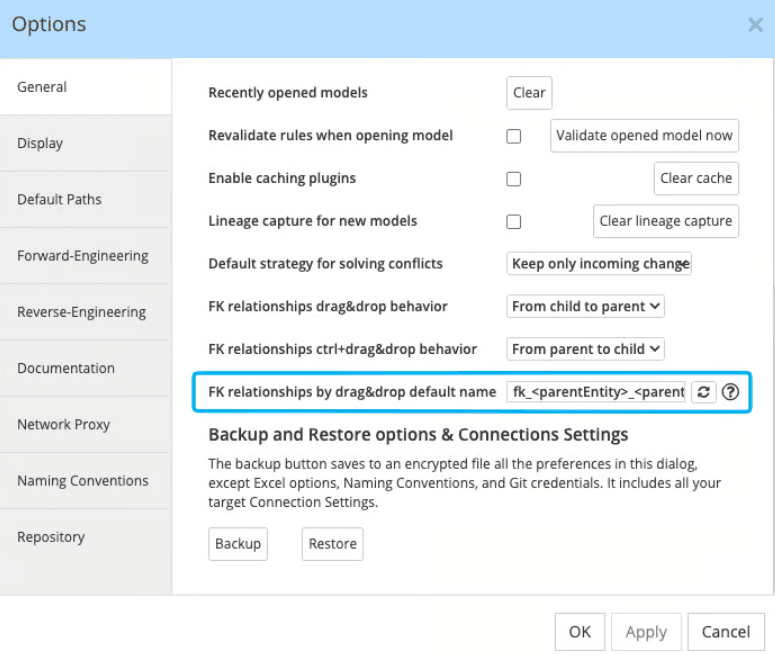 Options
General
Display
Default Paths
Forward-Engineering
Reverse-Engineering
Documentation
Network Proxy
Naming Conventions
Repository
Recently opened models Clear
Revalidate rules when opening model Validate opened model now
Enable caching plugins Clear cache
Lineage capture for new models Clear lineage capture
Default strategy for solving conflicts Keep only incoming change
FK relationships drag&drop behavior From child to parent
FK relationships ctrl+drag&drop behavior From parent to child
FK relationships by drag&drop default name fk_<parentEntity>_<parent
Backup and Restore options & Connections Settings
The backup button saves to an encrypted file all the preferences in this dialog,
except Excel options, Naming Conventions, and Git credentials. It includes all your
target Connection Settings.
Backup Restore
OK Apply Cancel